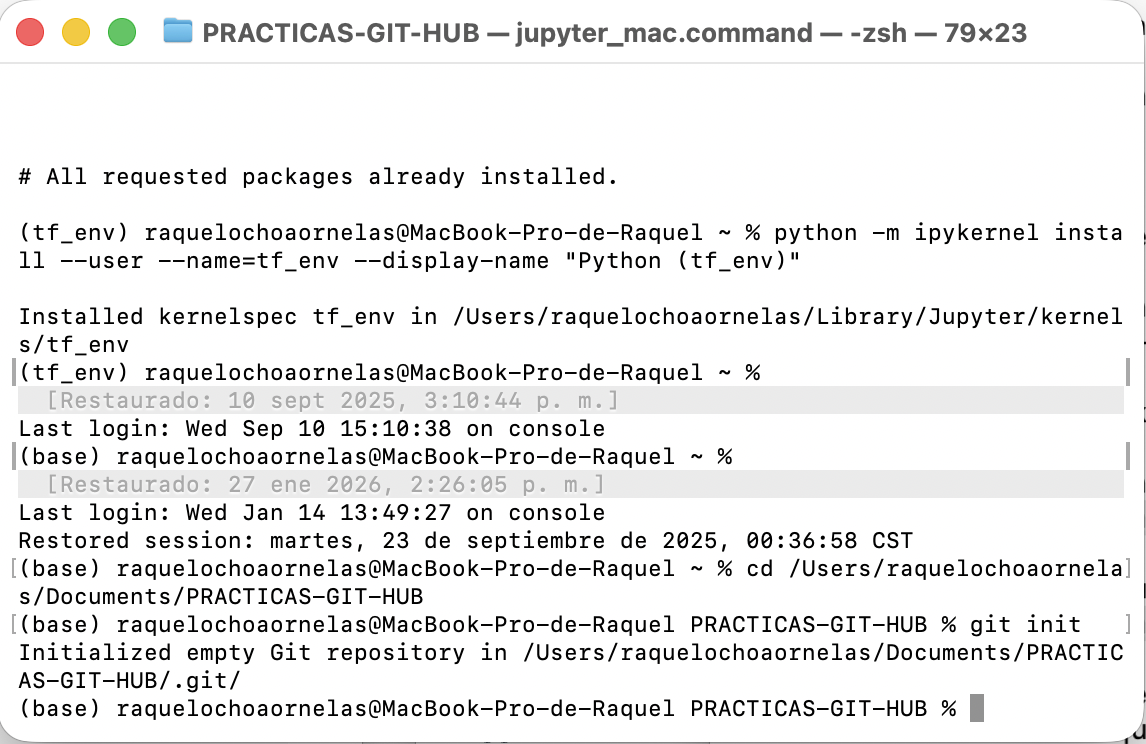 PRACTICAS-GIT-HUB — jupyter_mac.command — -zsh — 79×23
# All requested packages already installed.
(tf_env) raquelochoaornelas@MacBook-Pro-de-Raquel ~ % python -m ipykernel insta
ll --user --name=tf_env --display-name "Python (tf_env)"
Installed kernelspec tf_env in /Users/raquelochoaornelas/Library/Jupyter/kernel
s/tf_env
(tf_env) raquelochoaornelas@MacBook-Pro-de-Raquel ~ %
[Restaurado: 10 sept 2025, 3:10:44 p. m.]
Last login: Wed Sep 10 15:10:38 on console
(base) raquelochoaornelas@MacBook-Pro-de-Raquel ~ %
[Restaurado: 27 ene 2026, 2:26:05 p. m.]
Last login: Wed Jan 14 13:49:27 on console
Restored session: martes, 23 de septiembre de 2025, 00:36:58 CST
[(base) raquelochoaornelas@MacBook-Pro-de-Raquel ~ % cd /Users/raquelochoaornela]
s/Documents/PRACTICAS-GIT-HUB
[(base) raquelochoaornelas@MacBook-Pro-de-Raquel PRACTICAS-GIT-HUB % git init ]
Initialized empty Git repository in /Users/raquelochoaornelas/Documents/PRACTIC
AS-GIT-HUB/.git/
(base) raquelochoaornelas@MacBook-Pro-de-Raquel PRACTICAS-GIT-HUB %